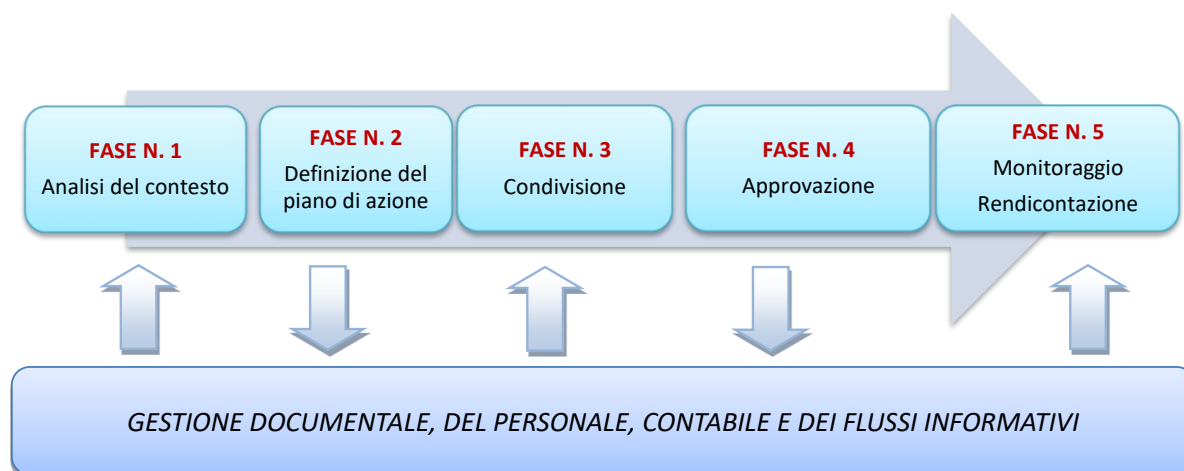 FASE N. 1
Analisi del contesto
FASE N. 2
Definizione del
piano di azione
FASE N. 3
Condivisione
FASE N. 4
Approvazione
FASE N. 5
Monitoraggio
Rendicontazione
GESTIONE DOCUMENTALE, DEL PERSONALE, CONTABILE E DEI FLUSSI INFORMATIVI